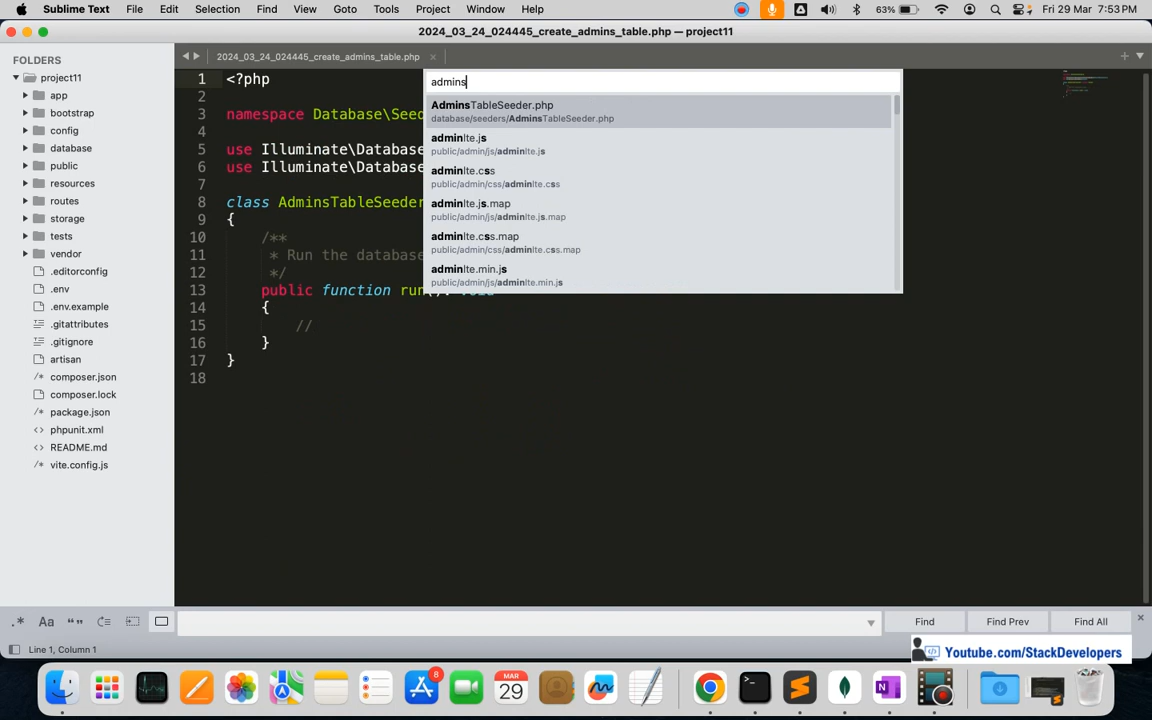 Sublime Text File Edit Selection Find View Goto Tools Project Window Help 63% Fri 29 Mar 7:53 PM
2024_03_24_024445_create_admins_table.php — project11
FOLDERS
project11
app
bootstrap
config
database
public
resources
routes
storage
tests
vendor
.editorconfig
.env
.env.example
.gitattributes
.gitignore
artisan
composer.json
composer.lock
package.json
phpunit.xml
README.md
vite.config.js
2024_03_24_024445_create_admins_table.php ×
admins
AdminsTableSeeder.php
database/seeders/AdminsTableSeeder.php
adminlte.js
public/admin/js/adminlte.js
adminlte.css
public/admin/css/adminlte.css
adminlte.js.map
public/admin/js/adminlte.js.map
adminlte.css.map
public/admin/css/adminlte.css.map
adminlte.min.js
public/admin/js/adminlte.min.js
1 <?php
2
3 namespace Database\Seed
4
5 use Illuminate\Database
6 use Illuminate\Database
7
8 class AdminsTableSeeder
9 {
10 /**
11 * Run the database
12 */
13 public function run(): void
14 {
15 //
16 }
17 }
18
.* Aa “” Find Find Prev Find All
Line 1, Column 1
Youtube.com/StackDevelopers
8
MAR
29